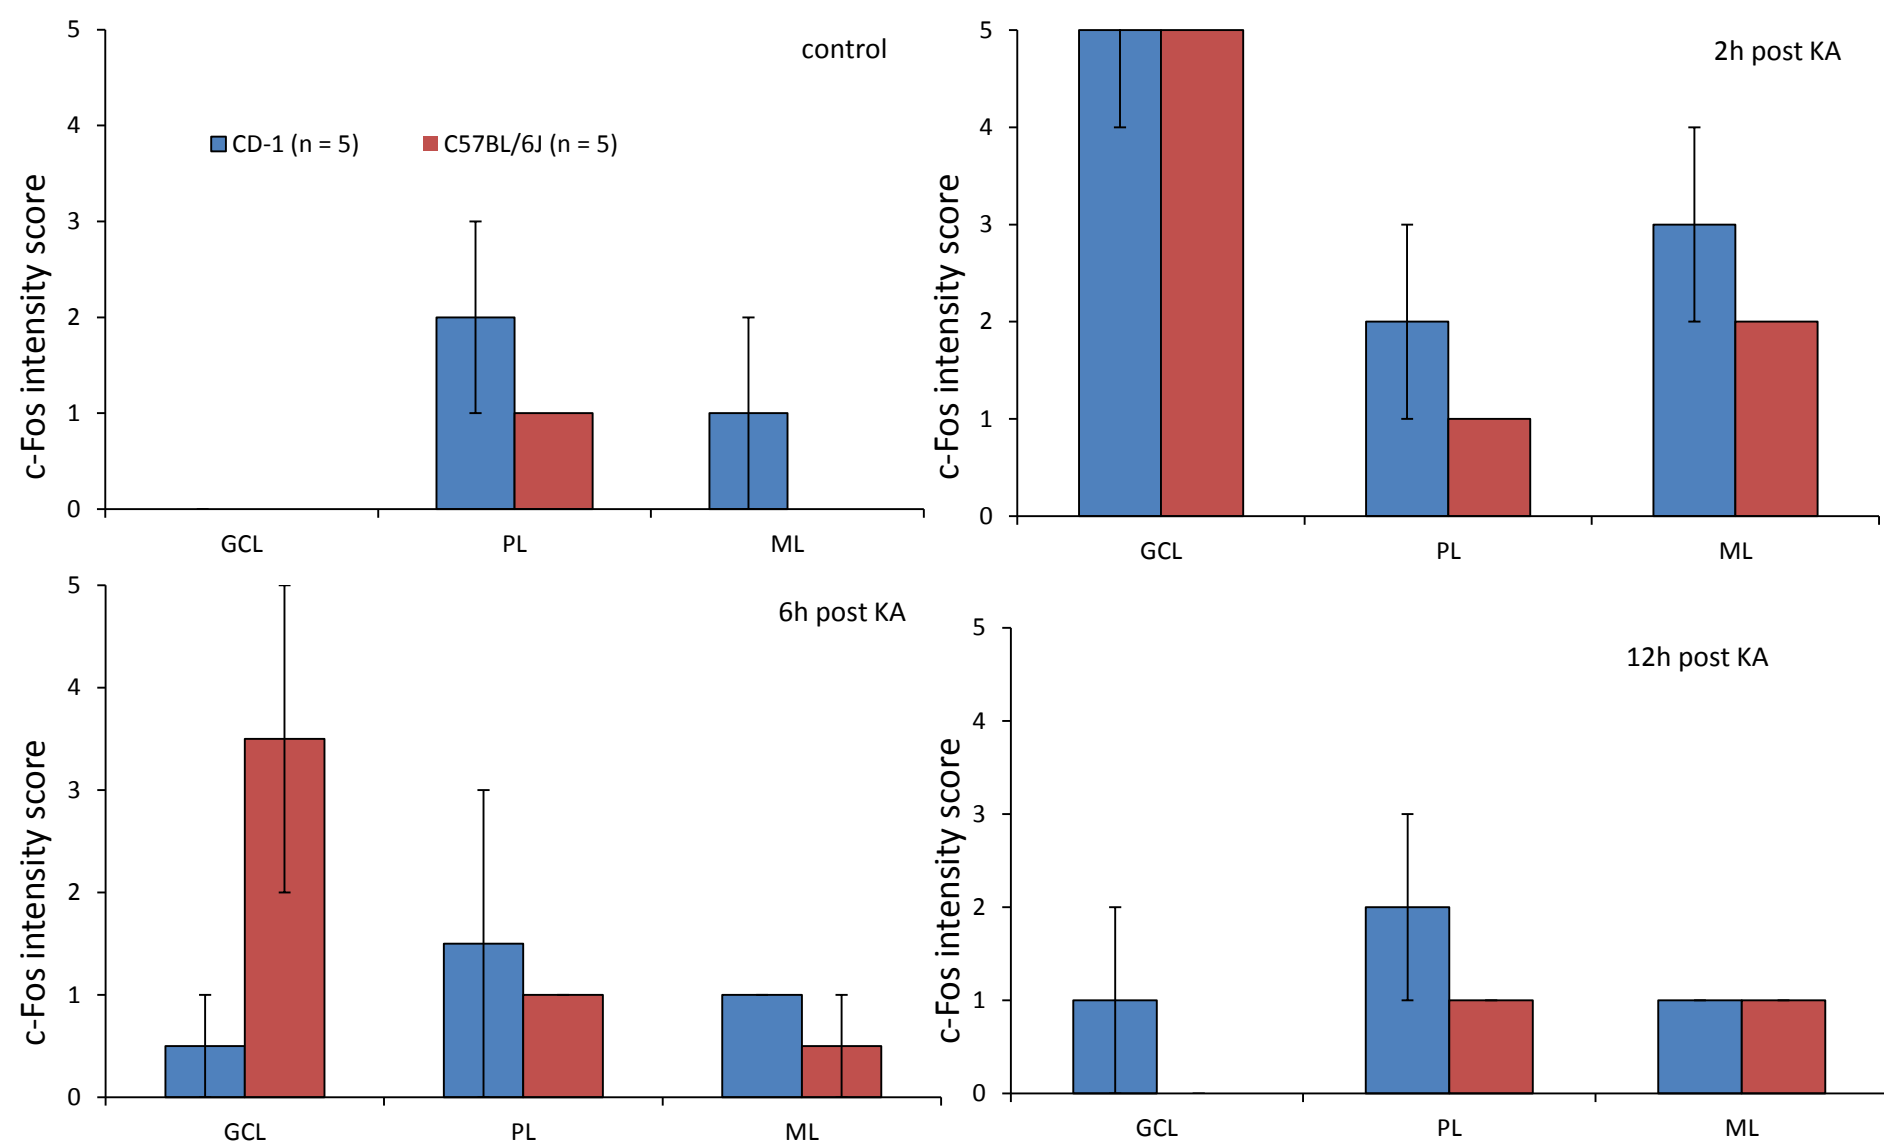 control
CD-1 (n = 5) C57BL/6J (n = 5)
c-Fos intensity score
5
4
3
2
1
0
GCL PL ML
2h post KA
c-Fos intensity score
5
4
3
2
1
0
GCL PL ML
6h post KA
c-Fos intensity score
5
4
3
2
1
0
GCL PL ML
12h post KA
c-Fos intensity score
5
4
3
2
1
0
GCL PL ML